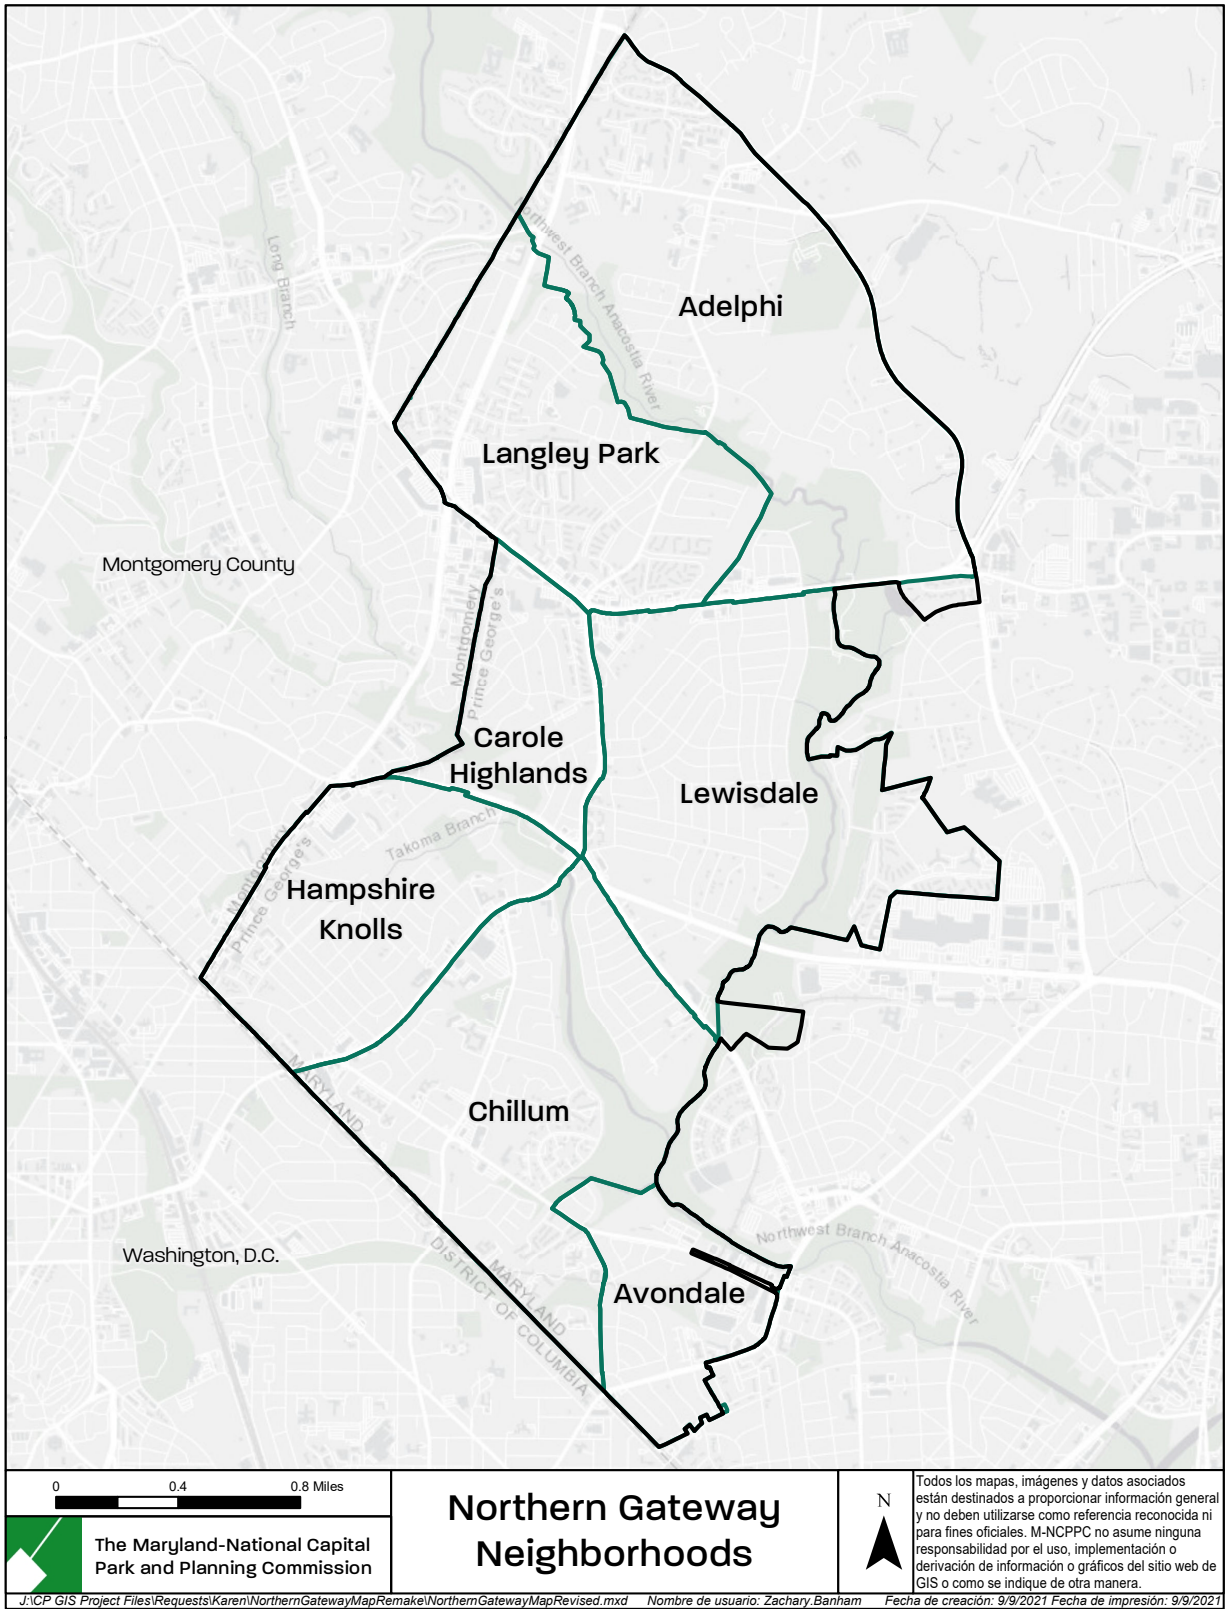 Long Branch
Northwest Branch Anacostia River
Adelphi
Langley Park
Montgomery County
Montgomery
Prince George's
Carole
Highlands
Lewisdale
Takoma Branch
Montgomery
Prince George's
Hampshire
Knolls
MARYLAND
Chillum
Northwest Branch Anacostia River
Washington, D.C.
MARYLAND
DISTRICT OF COLUMBIA
Avondale
0 0.4 0.8 Miles
The Maryland-National Capital
Park and Planning Commission
Northern Gateway
Neighborhoods
N
Todos los mapas, imágenes y datos asociados
están destinados a proporcionar información general
y no deben utilizarse como referencia reconocida ni
para fines oficiales. M-NCPPC no asume ninguna
responsabilidad por el uso, implementación o
derivación de información o gráficos del sitio web de
GIS o como se indique de otra manera.
J:\CP GIS Project Files\Requests\Karen\NorthernGatewayMapRemake\NorthernGatewayMapRevised.mxd Nombre de usuario: Zachary.Banham Fecha de creación: 9/9/2021 Fecha de impresión: 9/9/2021